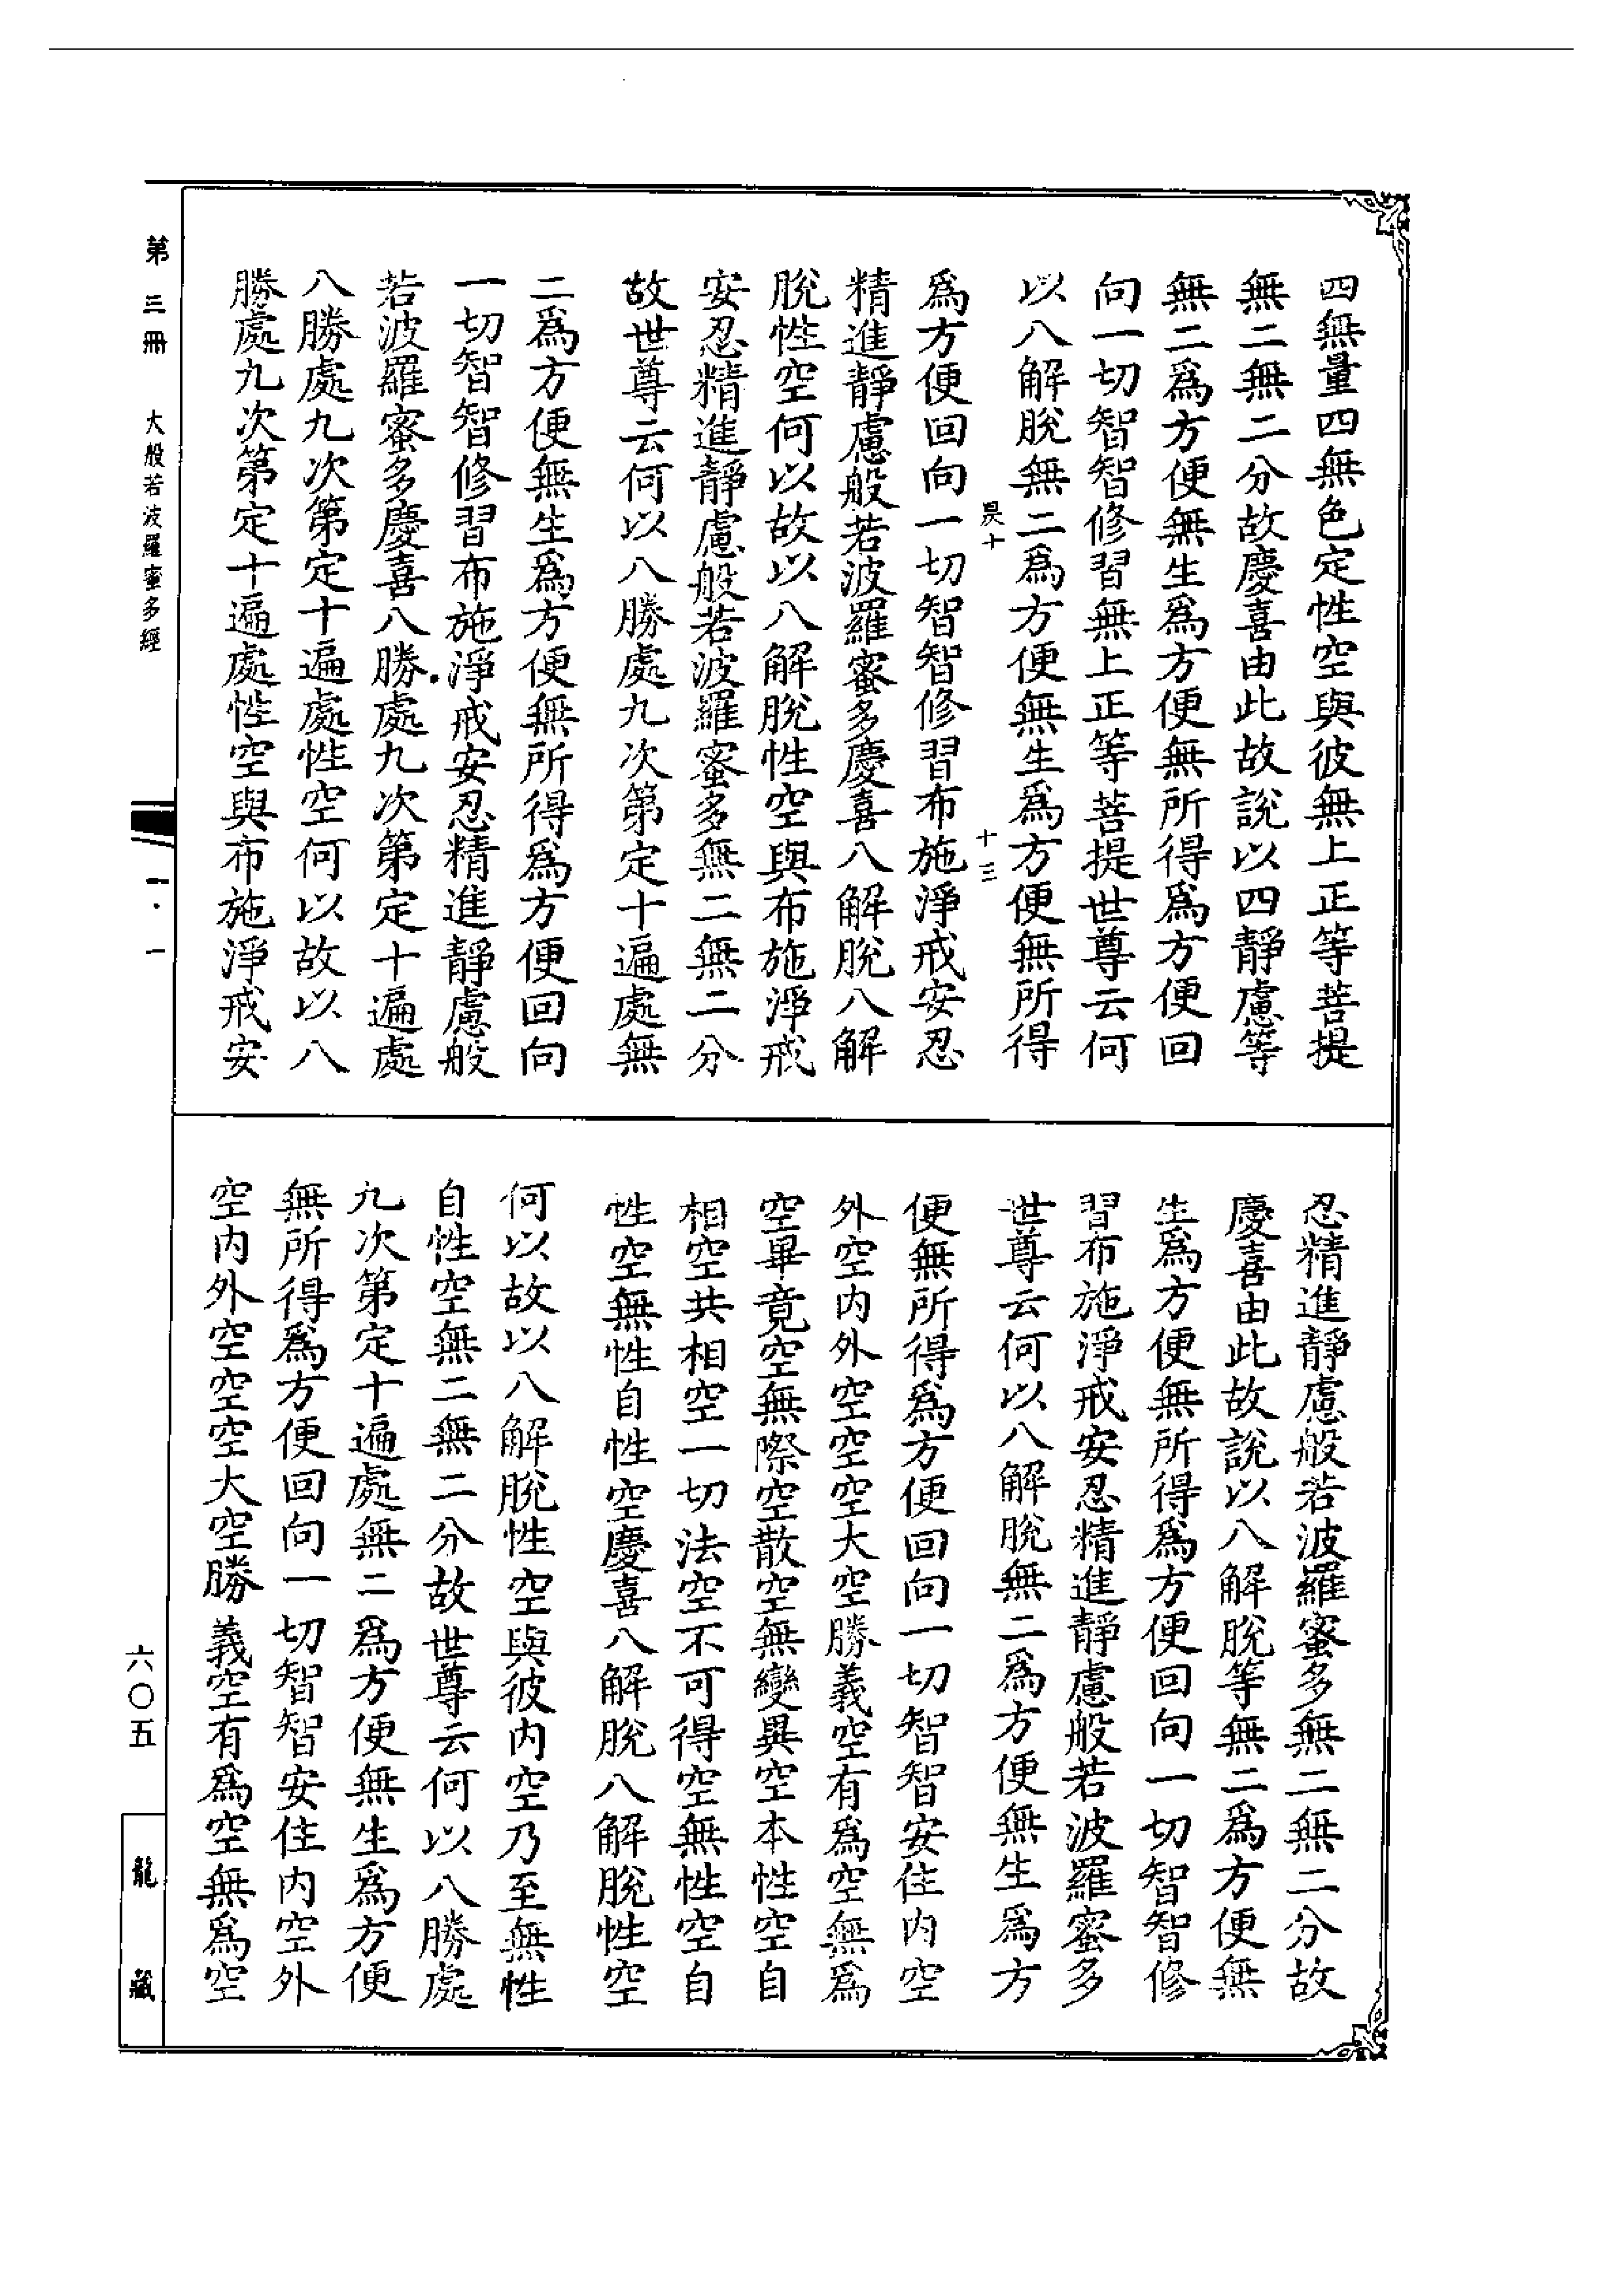 四無量四無色定性空與彼無上正等菩提
無二無二分故慶喜由此故說以四靜慮等
無二爲方便無生爲方便無所得爲方便回
向一切智智修習無上正等菩提世尊云何
以八解脫無二爲方便無生爲方便無所得
昃十 十三
爲方便回向一切智智修習布施淨戒安忍
精進靜慮般若波羅蜜多慶喜八解脫八解
脫性空何以故以八解脫性空與布施淨戒
安忍精進靜慮般若波羅蜜多無二無二分
故世尊云何以八勝處九次第定十遍處無
二爲方便無生爲方便無所得爲方便回向
一切智智修習布施淨戒安忍精進靜慮般
若波羅蜜多慶喜八勝處九次第定十遍處
八勝處九次第定十遍處性空何以故以八
勝處九次第定十遍處性空與布施淨戒安
忍精進靜慮般若波羅蜜多無二無二分故
慶喜由此故說以八解脫等無二爲方便無
生爲方便無所得爲方便回向一切智智修
習布施淨戒安忍精進靜慮般若波羅蜜多
世尊云何以八解脫無二爲方便無生爲方
便無所得爲方便回向一切智智安住內空
外空內外空空空大空勝義空有爲空無爲
空畢竟空無際空散空無變異空本性空自
相空共相空一切法空不可得空無性空自
性空無性自性空慶喜八解脫八解脫性空
何以故以八解脫性空與彼內空乃至無性
自性空無二無二分故世尊云何以八勝處
九次第定十遍處無二爲方便無生爲方便
無所得爲方便回向一切智智安住內空外
空內外空空空大空勝義空有爲空無爲空
第三冊 大般若波羅蜜多經
一·一
六〇五
龍藏